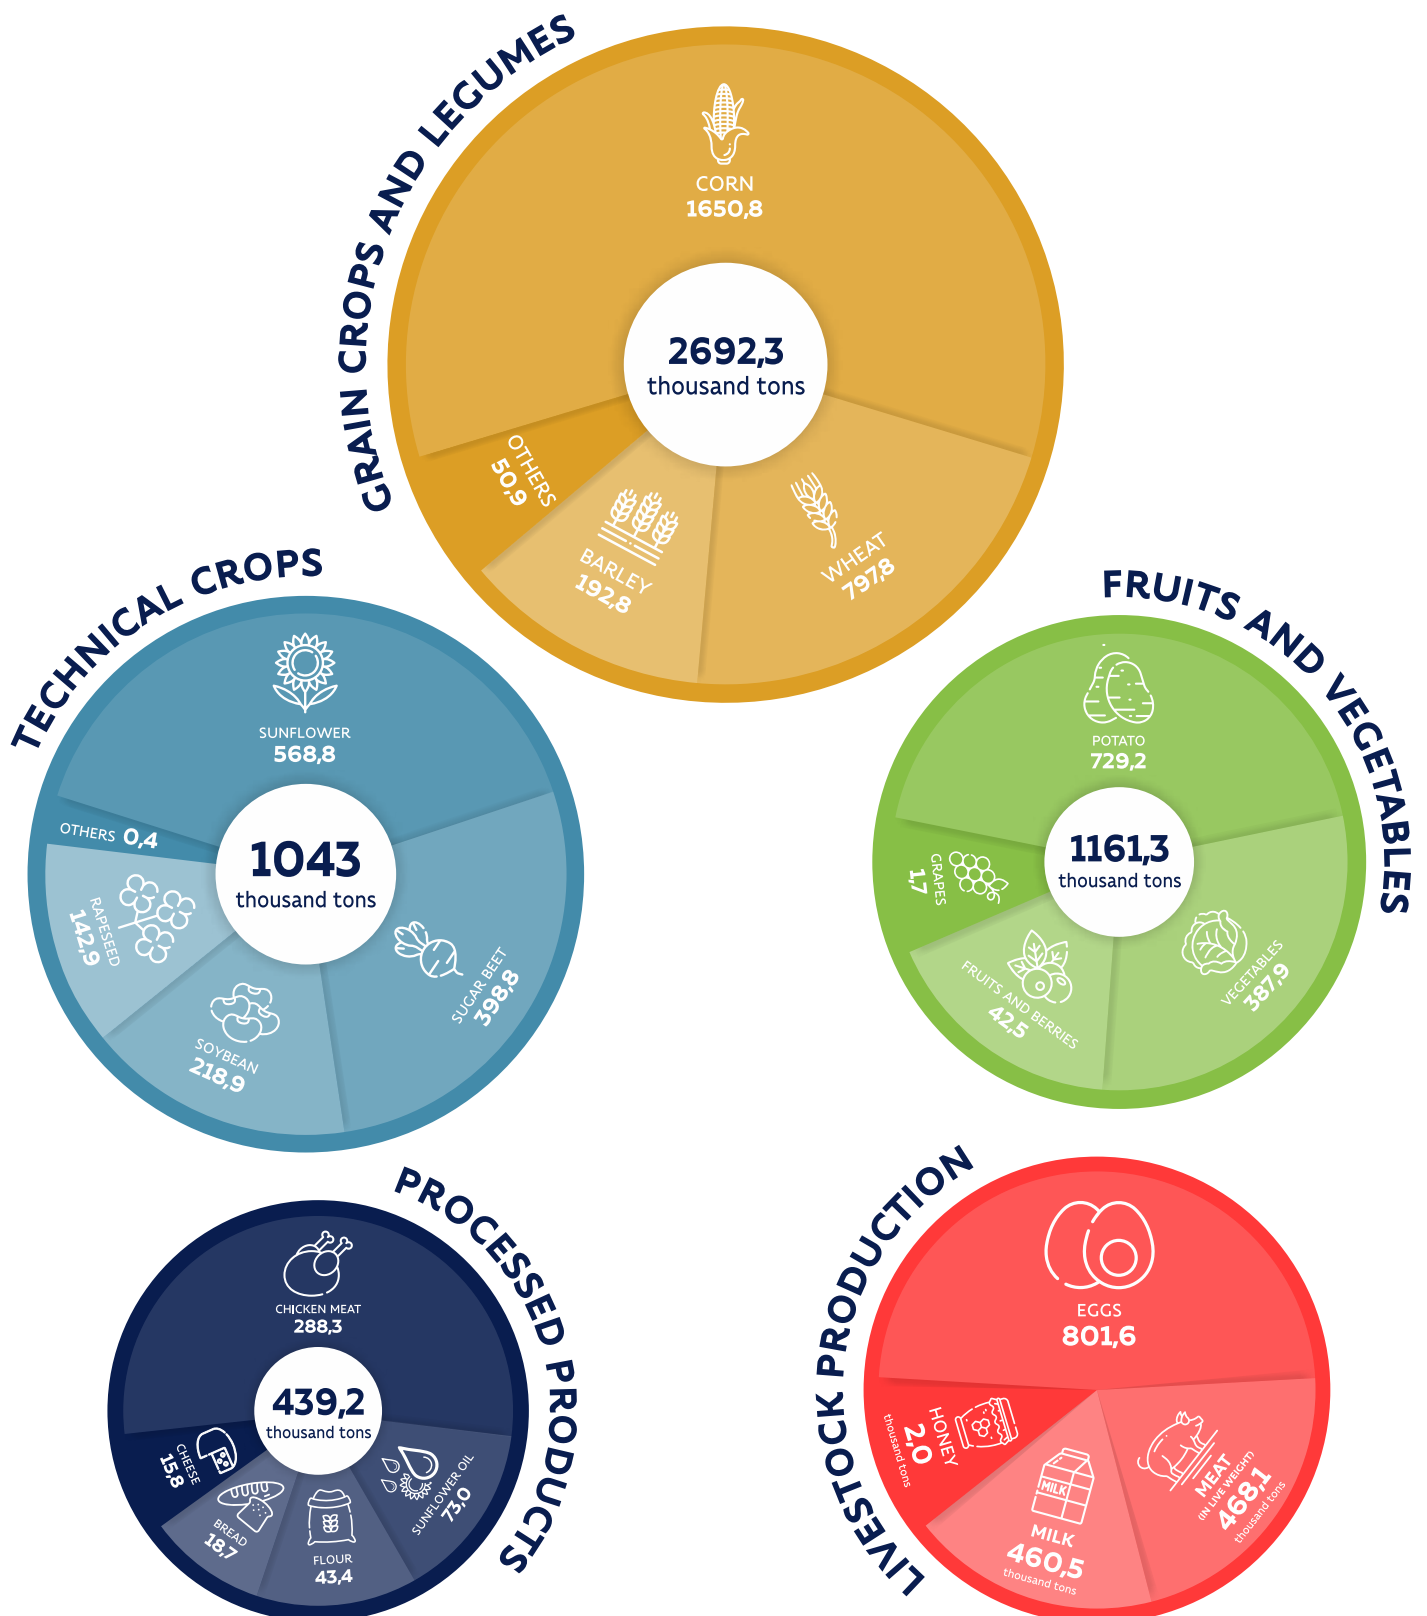 GRAIN CROPS AND LEGUMES
CORN
1650,8
2692,3
thousand tons
OTHERS
50,9
BARLEY
192,8
WHEAT
797,8
TECHNICAL CROPS
SUNFLOWER
568,8
OTHERS 0,4
1043
thousand tons
RAPESEED
142,9
SOYBEAN
218,9
SUGAR BEET
398,8
FRUITS AND VEGETABLES
POTATO
729,2
1161,3
thousand tons
GRAPES
1,7
FRUITS AND BERRIES
42,5
VEGETABLES
387,9
PROCESSED PRODUCTS
CHICKEN MEAT
288,3
439,2
thousand tons
CHEESE
15,8
BREAD
18,7
FLOUR
43,4
SUNFLOWER OIL
73,0
LIVESTOCK PRODUCTION
EGGS
801,6
HONEY
2,0
thousand tons
MILK
MILK
460,5
thousand tons
MEAT
(IN LIVE WEIGHT)
468,1
thousand tons